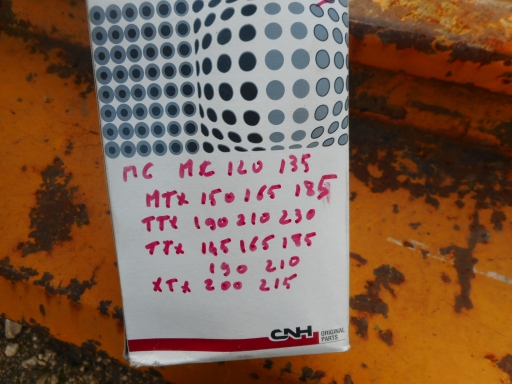 MC MC 120 135
MTX 150 165 185
TTX 190 210 230
TTX 145 165 185
190 210
XTX 200 215
CNH ORIGINAL
PARTS